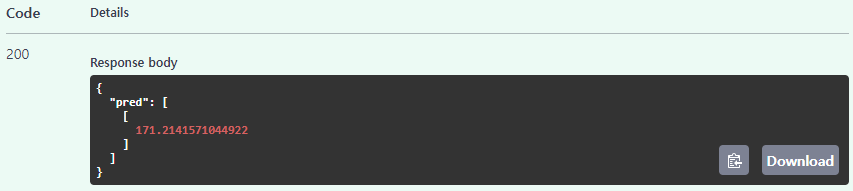 Code Details
200
Response body
{
  "pred": [
    [
      171.2141571044922
    ]
  ]
}
Download